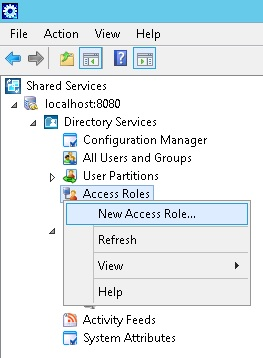 File Action View Help
Shared Services
localhost:8080
Directory Services
Configuration Manager
All Users and Groups
User Partitions
Access Roles
New Access Role...
Refresh
View
Help
Activity Feeds
System Attributes